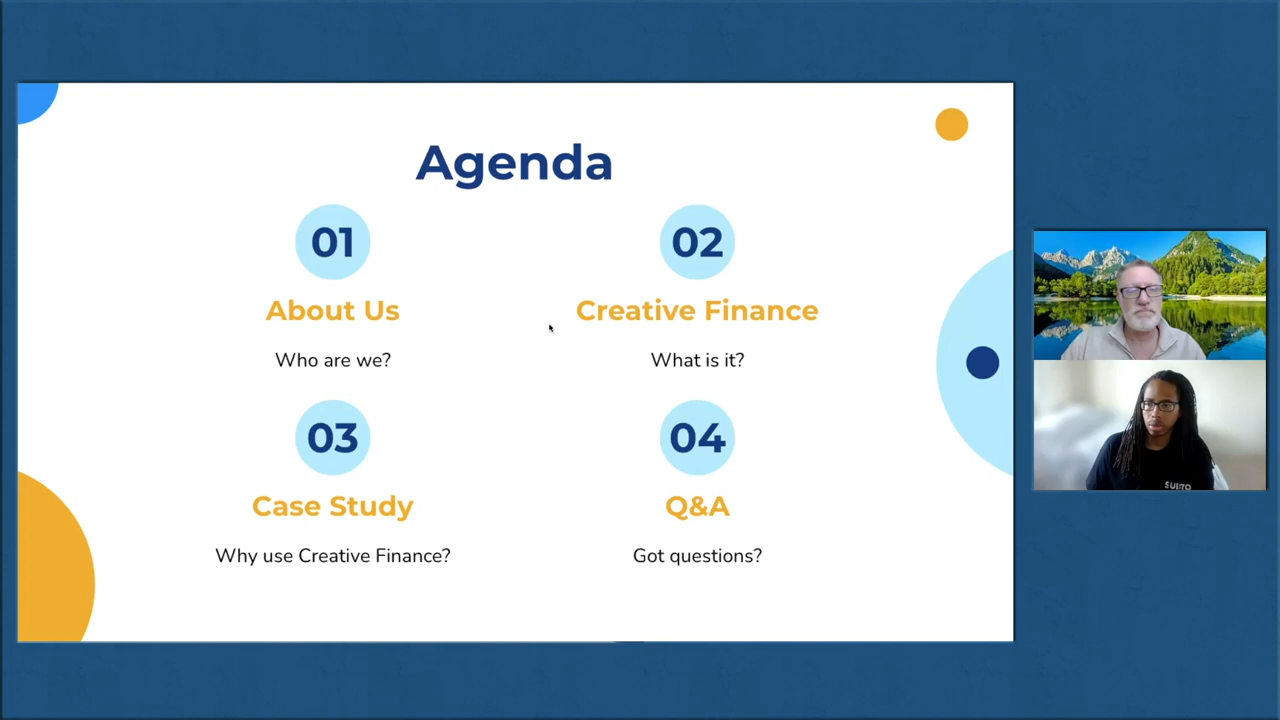 Agenda
01
02
About Us
Creative Finance
Who are we?
What is it?
03
04
Case Study
Q&A
Why use Creative Finance?
Got questions?